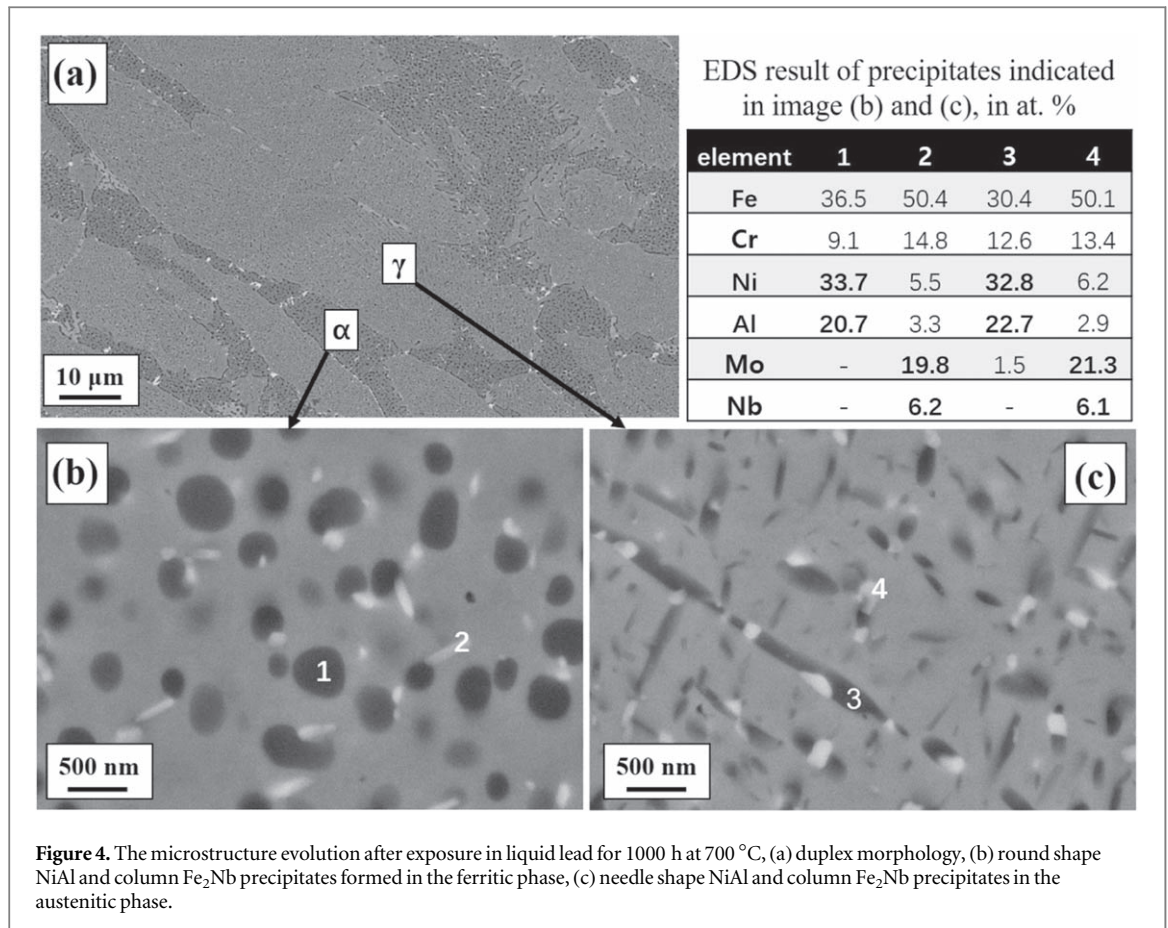 (a)
γ
α
10 μm
EDS result of precipitates indicated
in image (b) and (c), in at. %
element 1 2 3 4
Fe 36.5 50.4 30.4 50.1
Cr 9.1 14.8 12.6 13.4
Ni 33.7 5.5 32.8 6.2
Al 20.7 3.3 22.7 2.9
Mo - 19.8 1.5 21.3
Nb - 6.2 - 6.1
(b)
1
2
500 nm
(c)
4
3
500 nm
Figure 4. The microstructure evolution after exposure in liquid lead for 1000 h at 700 °C, (a) duplex morphology, (b) round shape
NiAl and column Fe₂Nb precipitates formed in the ferritic phase, (c) needle shape NiAl and column Fe₂Nb precipitates in the
austenitic phase.